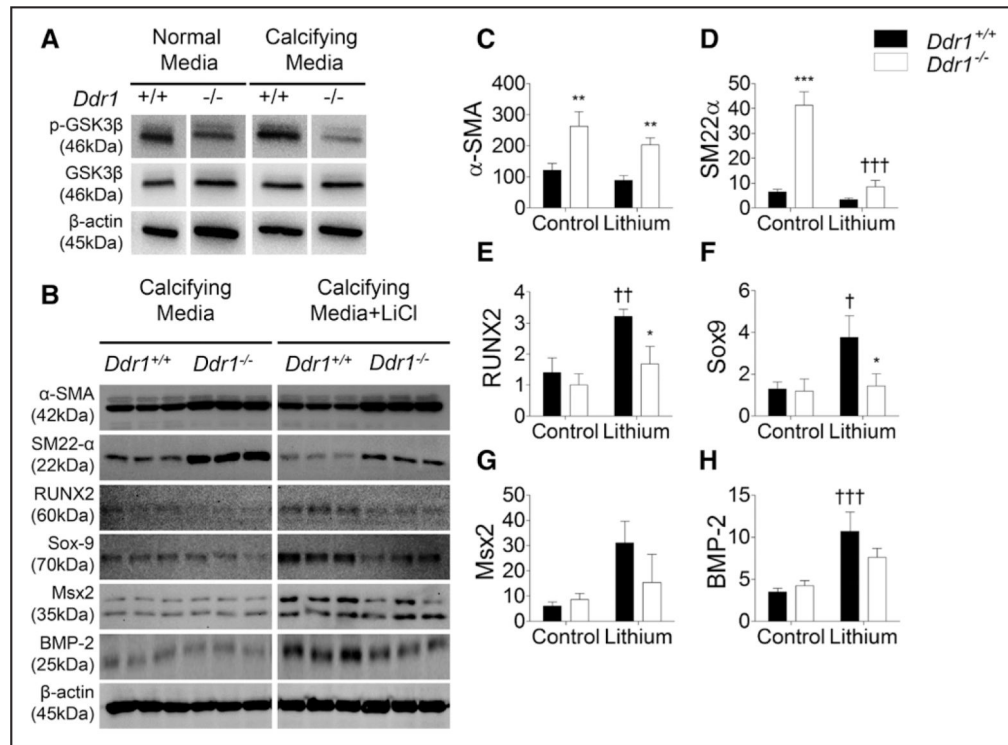 A
Normal
Media
Calcifying
Media
Ddr1 +/+ -/- +/+ -/-
p-GSK3β
(46kDa)
GSK3β
(46kDa)
β-actin
(45kDa)
B
Calcifying
Media
Calcifying
Media+LiCl
Ddr1+/+ Ddr1-/- Ddr1+/+ Ddr1-/-
α-SMA
(42kDa)
SM22-α
(22kDa)
RUNX2
(60kDa)
Sox-9
(70kDa)
Msx2
(35kDa)
BMP-2
(25kDa)
β-actin
(45kDa)
C
α-SMA
400
300
200
100
0
**
**
Control Lithium
D
SM22α
50
40
30
20
10
0
***
†††
Control Lithium
Ddr1+/+
Ddr1-/-
E
RUNX2
4
3
2
1
0
††
*
Control Lithium
F
Sox9
6
4
2
0
†
*
Control Lithium
G
Msx2
50
40
30
20
10
0
Control Lithium
H
BMP-2
15
10
5
0
†††
Control Lithium